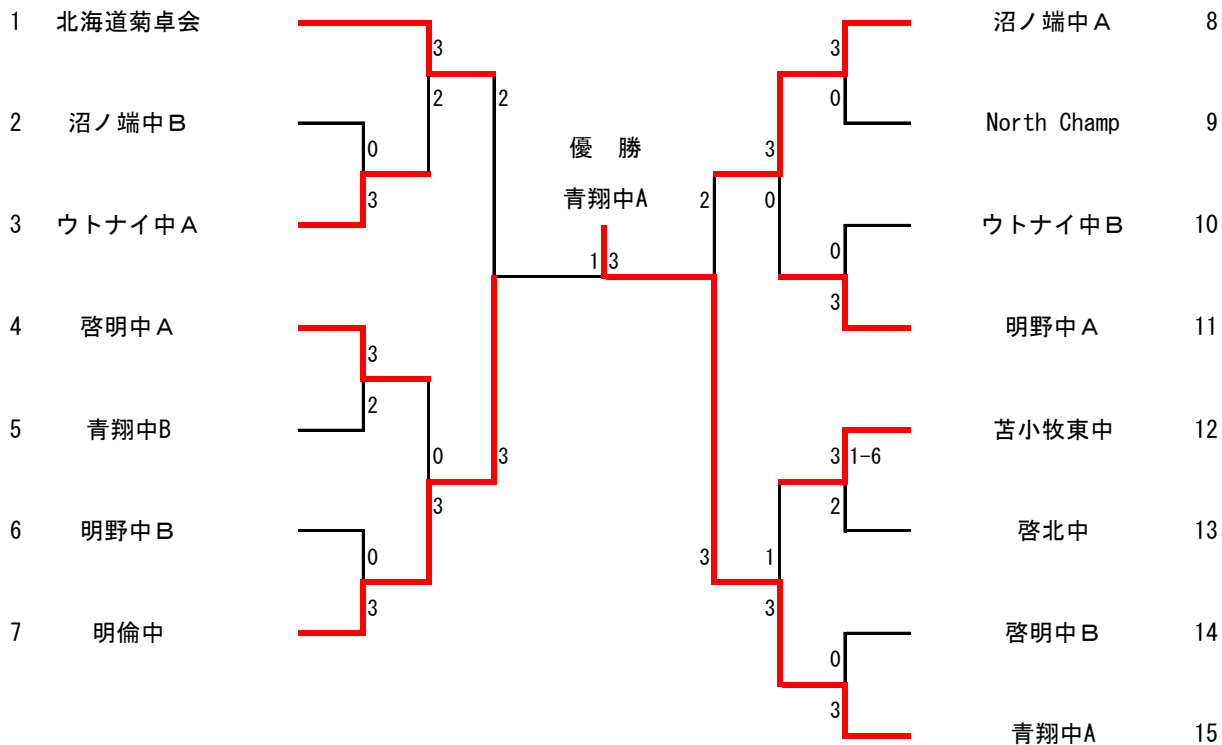 1 北海道菊卓会
2 沼ノ端中Ｂ
3 ウトナイ中Ａ
4 啓明中Ａ
5 青翔中B
6 明野中Ｂ
7 明倫中
0
3
3
2
0
3
3
2
0
3
2
3
優 勝
青翔中A
1 3
2
3
3
0
1
3
3
0
0
3
3 1-6
2
0
3
沼ノ端中Ａ 8
North Champ 9
ウトナイ中Ｂ 10
明野中Ａ 11
苫小牧東中 12
啓北中 13
啓明中Ｂ 14
青翔中A 15